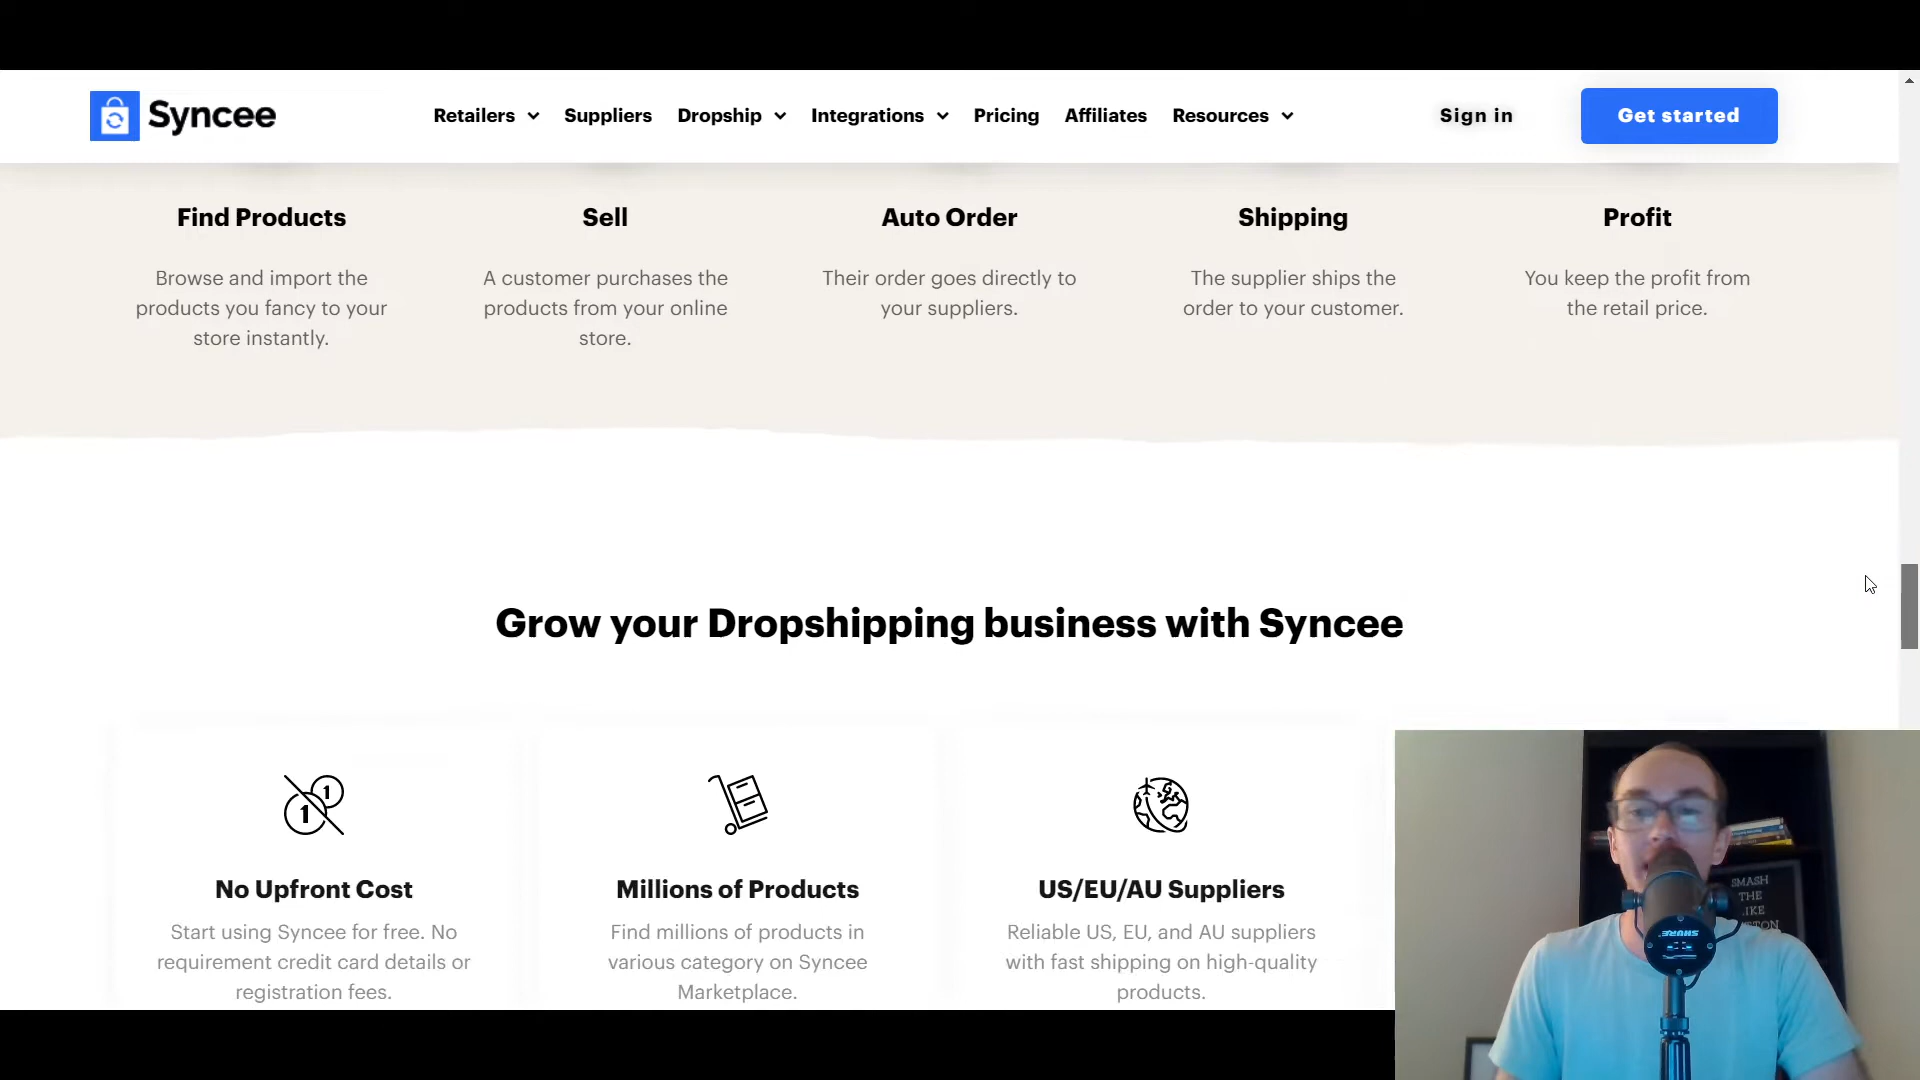 Syncee
Retailers
Suppliers
Dropship
Integrations
Pricing
Affiliates
Resources
Sign in
Get started
Find Products
Browse and import the
products you fancy to your
store instantly.
Sell
A customer purchases the
products from your online
store.
Auto Order
Their order goes directly to
your suppliers.
Shipping
The supplier ships the
order to your customer.
Profit
You keep the profit from
the retail price.
Grow your Dropshipping business with Syncee
1 1
No Upfront Cost
Start using Syncee for free. No
requirement credit card details or
registration fees.
Millions of Products
Find millions of products in
various category on Syncee
Marketplace.
US/EU/AU Suppliers
Reliable US, EU, and AU suppliers
with fast shipping on high-quality
products.
SMASH
THE
SHURE